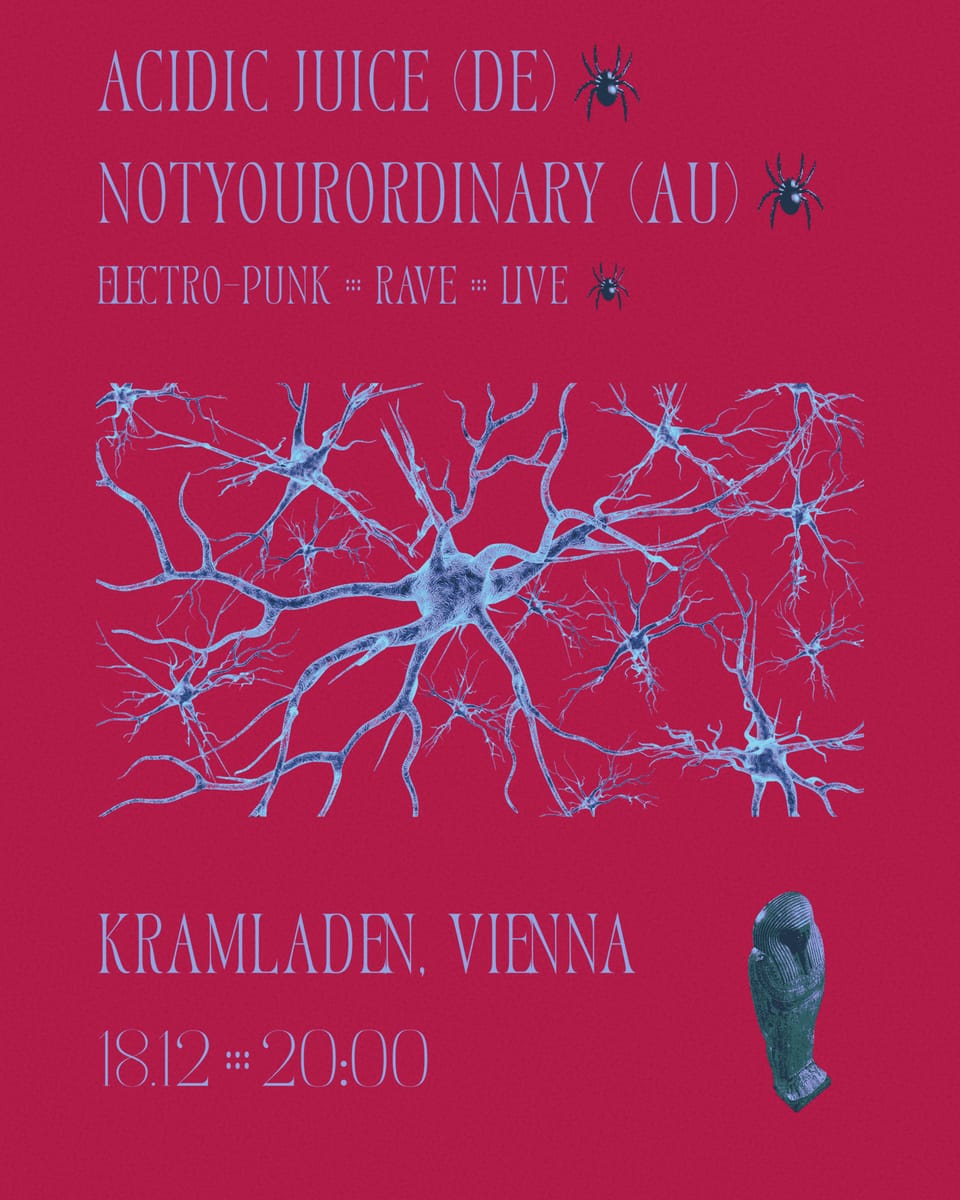 ACIDIC JUICE (DE)
NOTYOURORDINARY (AU)
ELECTRO-PUNK ::: RAVE ::: LIVE
KRAMLADEN, VIENNA
18.12 ::: 20:00